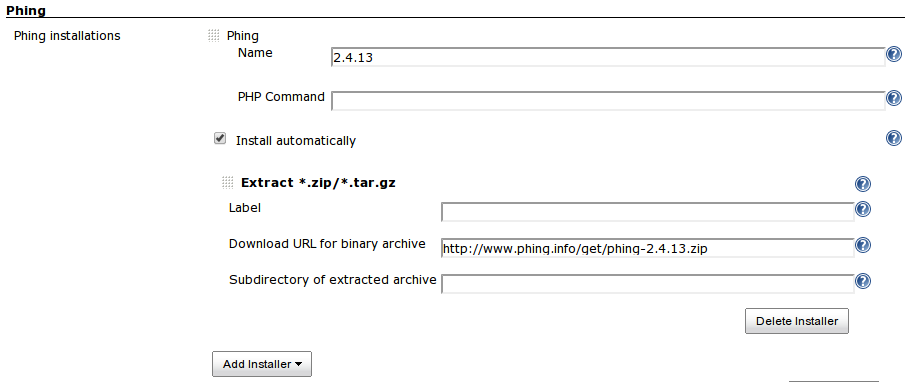 Phing
Phing installations
Phing
Name
2.4.13
?
PHP Command
?
Install automatically
?
Extract *.zip/*.tar.gz
?
Label
?
Download URL for binary archive
http://www.phing.info/get/phing-2.4.13.zip
?
Subdirectory of extracted archive
?
Delete Installer
Add Installer